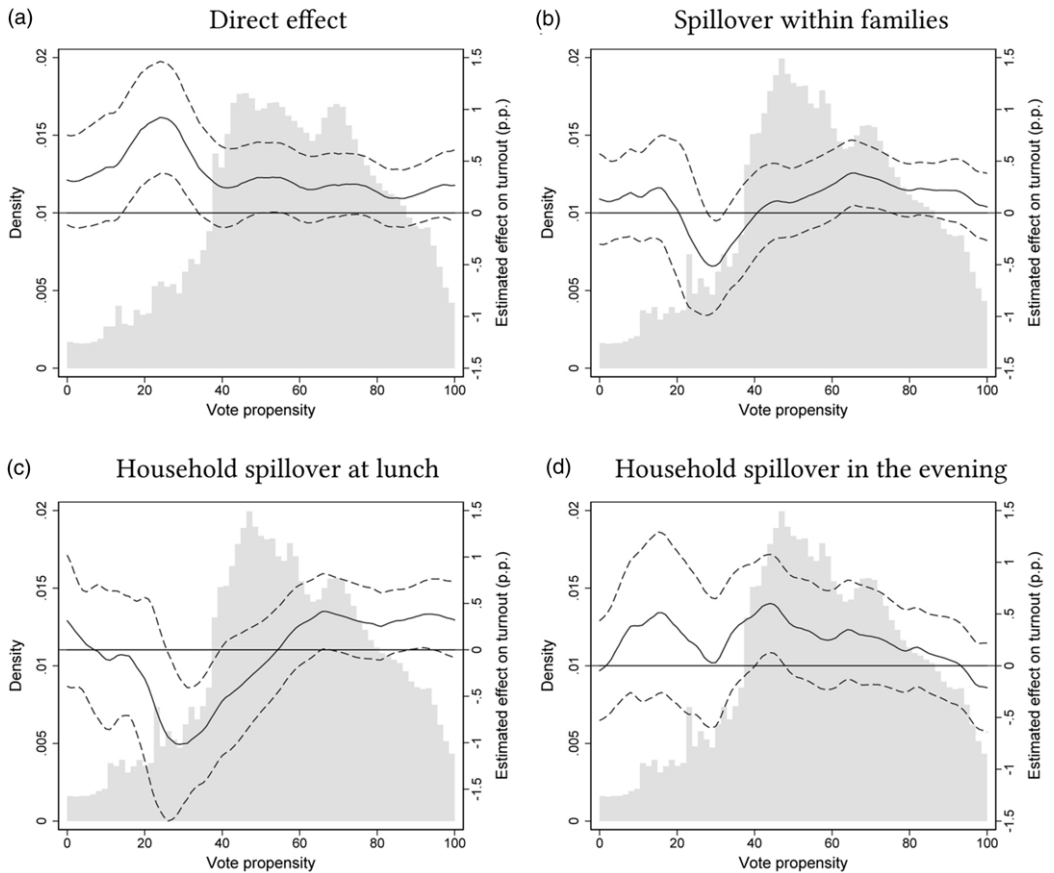 (a) Direct effect
Density
0 .005 .01 .015 .02
0 20 40 60 80 100
Vote propensity
-1.5 -1 -.5 0 .5 1 1.5
Estimated effect on turnout (p.p.)
(b) Spillover within families
Density
0 .005 .01 .015 .02
0 20 40 60 80 100
Vote propensity
-1.5 -1 -.5 0 .5 1 1.5
Estimated effect on turnout (p.p.)
(c) Household spillover at lunch
Density
0 .005 .01 .015 .02
0 20 40 60 80 100
Vote propensity
-1.5 -1 -.5 0 .5 1 1.5
Estimated effect on turnout (p.p.)
(d) Household spillover in the evening
Density
0 .005 .01 .015 .02
0 20 40 60 80 100
Vote propensity
-1.5 -1 -.5 0 .5 1 1.5
Estimated effect on turnout (p.p.)